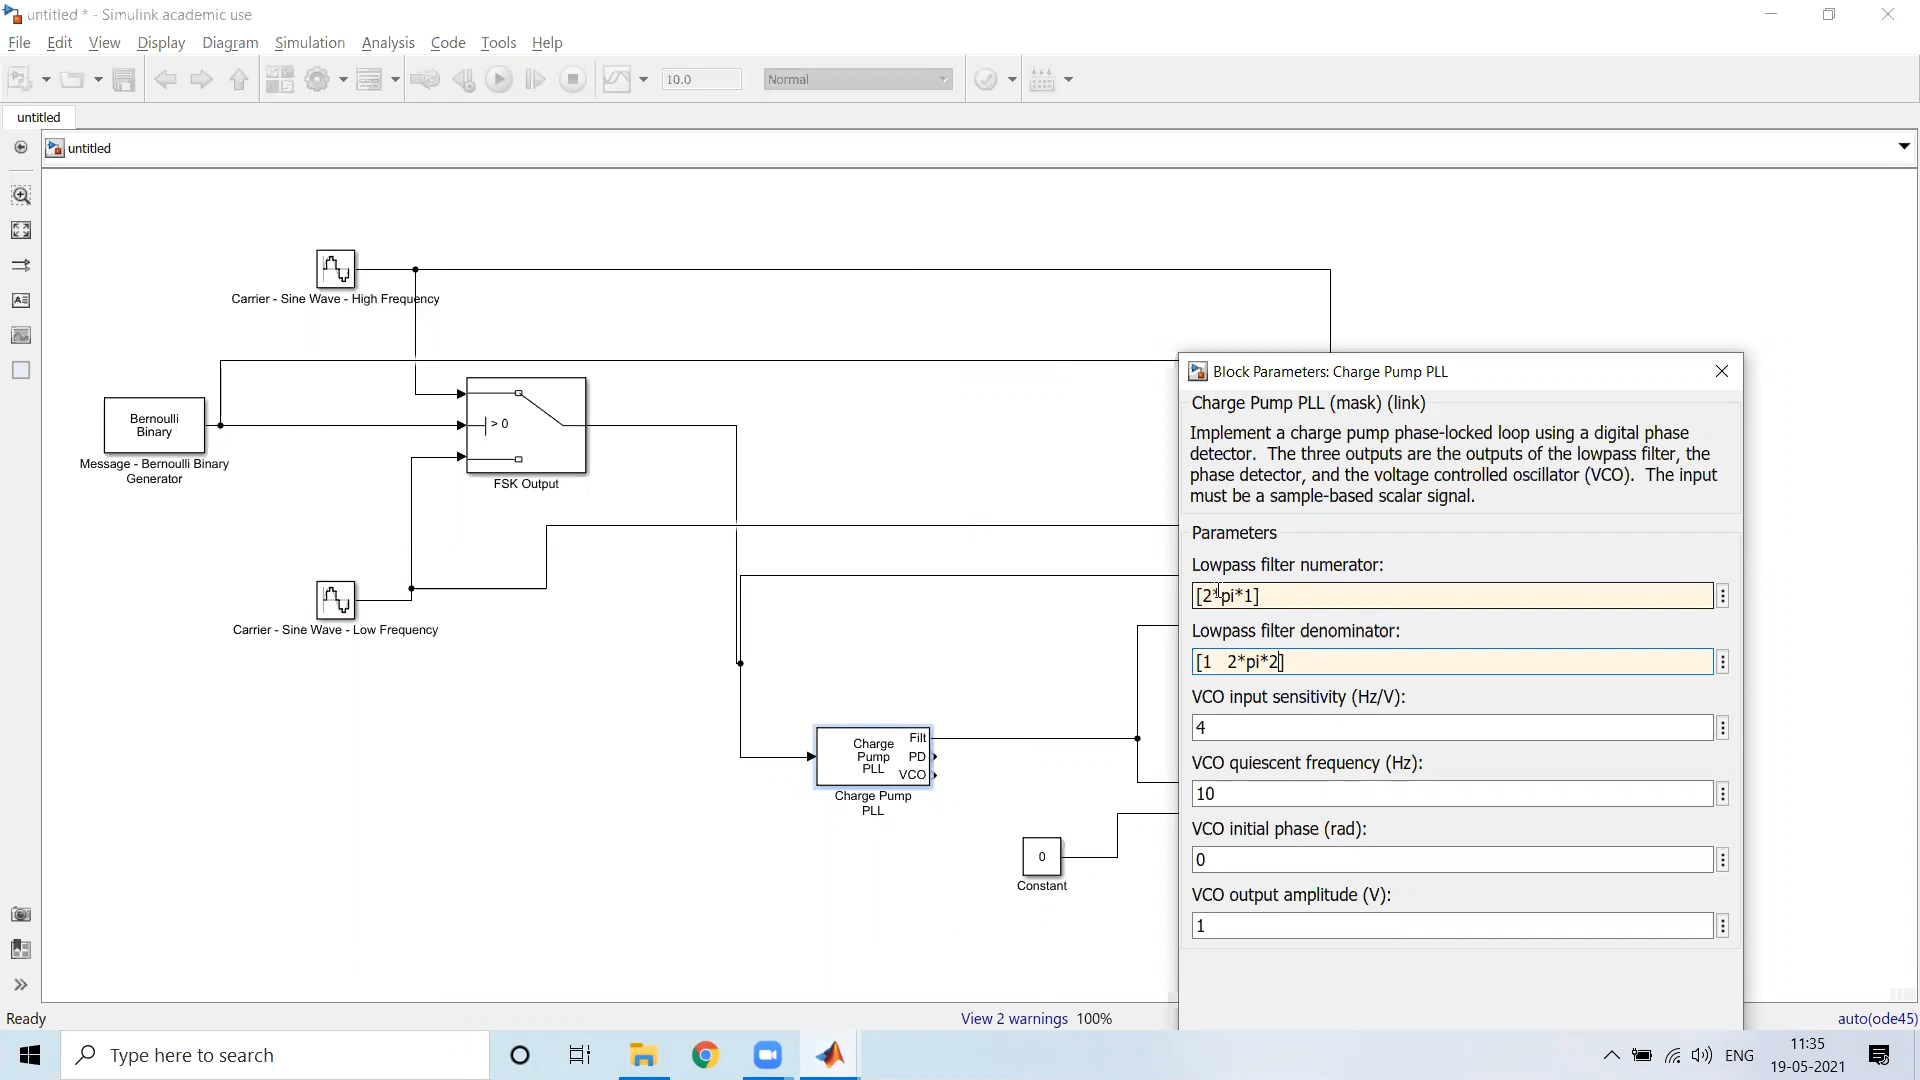 untitled * - Simulink academic use
File Edit View Display Diagram Simulation Analysis Code Tools Help
10.0 Normal
untitled
untitled
Carrier - Sine Wave - High Frequency
Bernoulli
Binary
Message - Bernoulli Binary
Generator
> 0
FSK Output
Carrier - Sine Wave - Low Frequency
Charge
Pump
PLL
Filt
PD
VCO
Charge Pump
PLL
0
Constant
Block Parameters: Charge Pump PLL
Charge Pump PLL (mask) (link)
Implement a charge pump phase-locked loop using a digital phase
detector. The three outputs are the outputs of the lowpass filter, the
phase detector, and the voltage controlled oscillator (VCO). The input
must be a sample-based scalar signal.
Parameters
Lowpass filter numerator:
[2*pi*1]
Lowpass filter denominator:
[1 2*pi*2]
VCO input sensitivity (Hz/V):
4
VCO quiescent frequency (Hz):
10
VCO initial phase (rad):
0
VCO output amplitude (V):
1
Ready View 2 warnings 100% auto(ode45)
Type here to search
ENG
11:35
19-05-2021